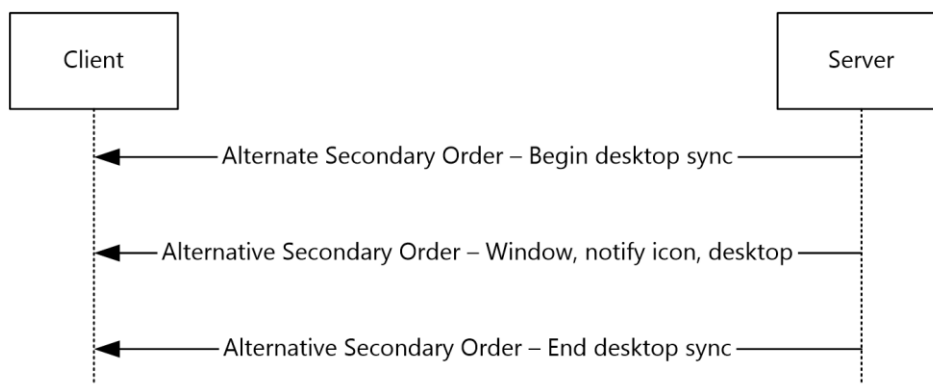 Client
Server
Alternate Secondary Order – Begin desktop sync
Alternative Secondary Order – Window, notify icon, desktop
Alternative Secondary Order – End desktop sync